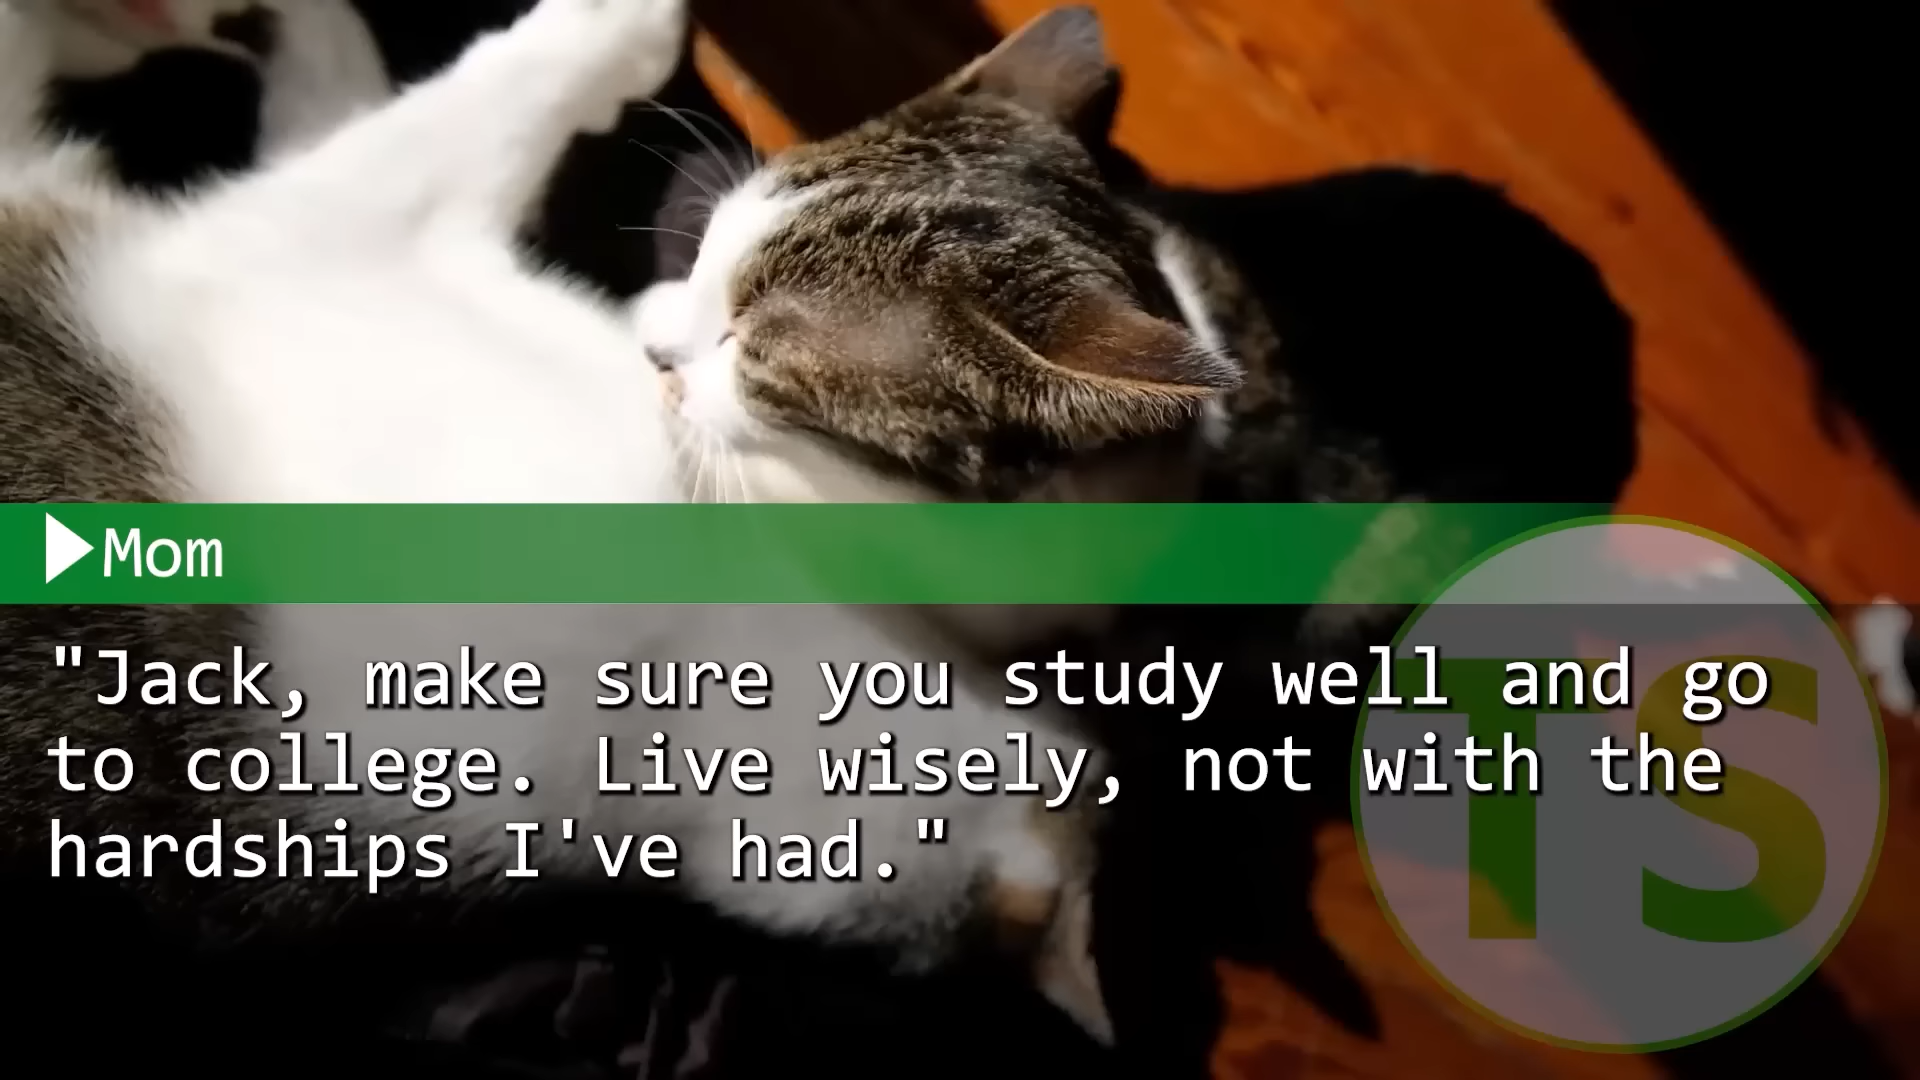 Mom
"Jack, make sure you study well and go
to college. Live wisely, not with the
hardships I've had."
TS